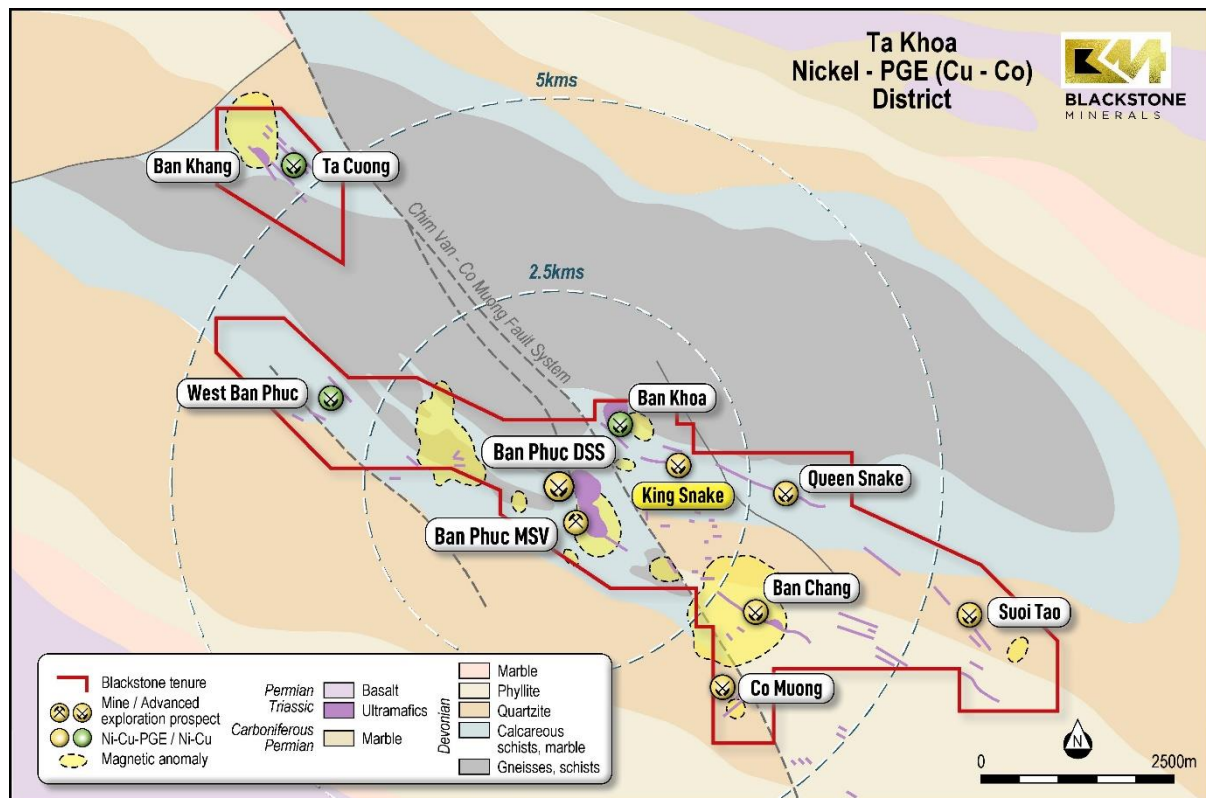 Ta Khoa
Nickel - PGE (Cu - Co)
District
BLACKSTONE
MINERALS
5kms
Ban Khang
Ta Cuong
Chim Van - Co Muong Fault System
2.5kms
West Ban Phuc
Ban Khoa
Ban Phuc DSS
King Snake
Queen Snake
Ban Phuc MSV
Ban Chang
Suoi Tao
Co Muong
Blackstone tenure
Mine / Advanced
exploration prospect
Ni-Cu-PGE / Ni-Cu
Magnetic anomaly
Permian
Triassic
Basalt
Ultramafics
Carboniferous
Permian
Marble
Devonian
Marble
Phyllite
Quartzite
Calcareous
schists, marble
Gneisses, schists
N
0
2500m